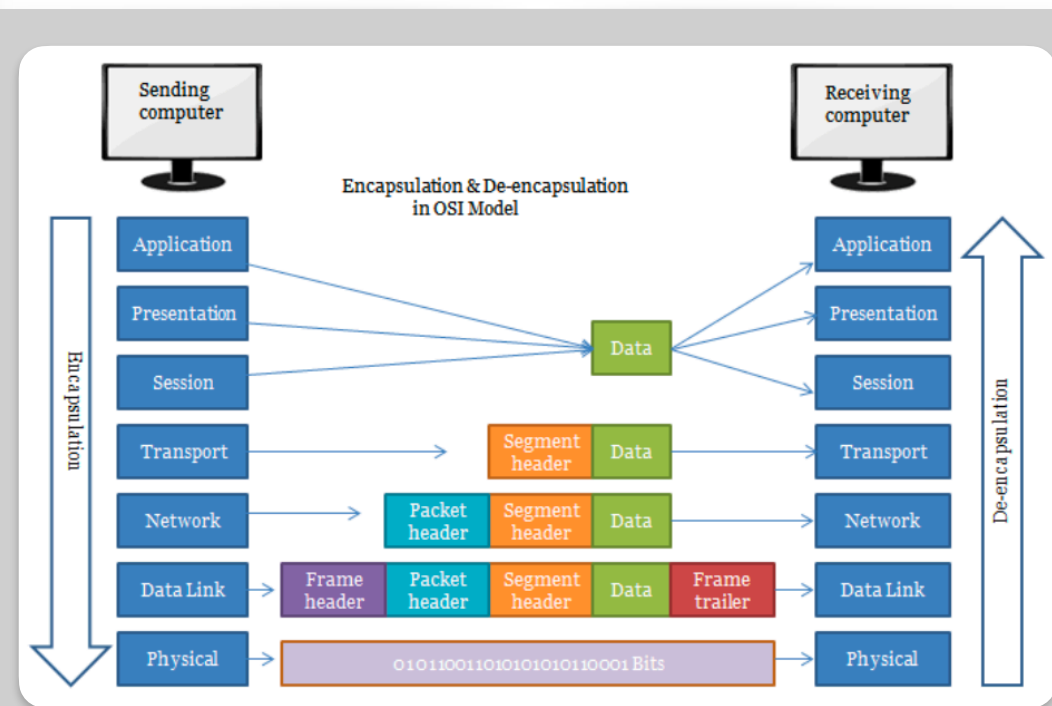 Sending
computer
Receiving
computer
Encapsulation & De-encapsulation
in OSI Model
Encapsulation
De-encapsulation
Application
Application
Presentation
Presentation
Data
Session
Session
Transport
Segment
header
Data
Transport
Network
Packet
header
Segment
header
Data
Network
Data Link
Frame
header
Packet
header
Segment
header
Data
Frame
trailer
Data Link
Physical
0101100110101010110001 Bits
Physical